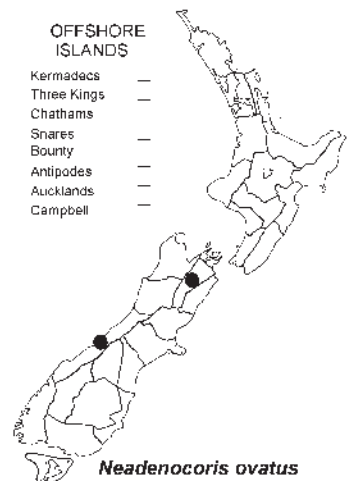 OFFSHORE
ISLANDS
Kermadecs
Three Kings
Chathams
Snares
Bounty
Antipodes
Aucklands
Campbell
Neadenocoris ovatus